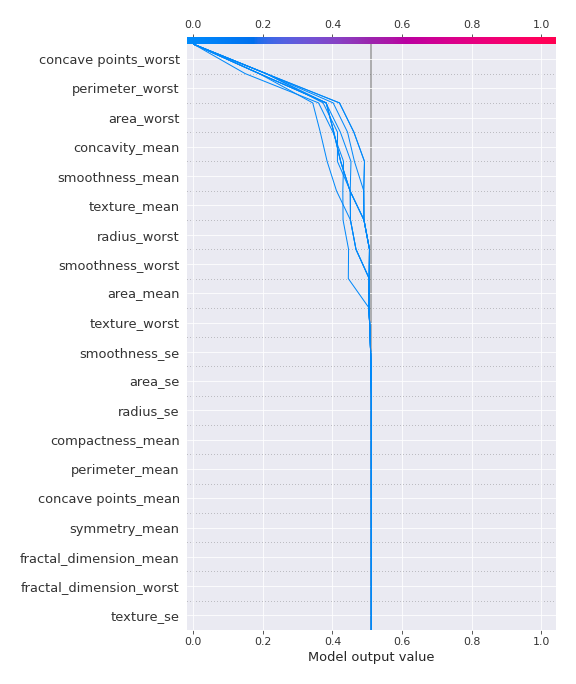 0.0 0.2 0.4 0.6 0.8 1.0
concave points_worst
perimeter_worst
area_worst
concavity_mean
smoothness_mean
texture_mean
radius_worst
smoothness_worst
area_mean
texture_worst
smoothness_se
area_se
radius_se
compactness_mean
perimeter_mean
concave points_mean
symmetry_mean
fractal_dimension_mean
fractal_dimension_worst
texture_se
0.0 0.2 0.4 0.6 0.8 1.0
Model output value